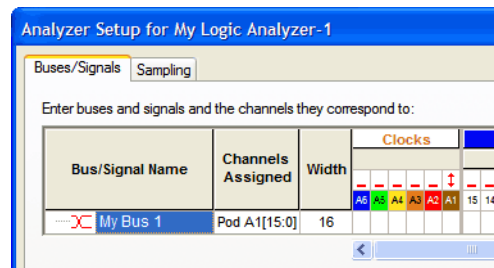 Analyzer Setup for My Logic Analyzer-1
Buses/Signals Sampling
Enter buses and signals and the channels they correspond to:
Bus/Signal Name Channels Assigned Width Clocks
A6 A5 A4 A3 A2 A1 15 14
My Bus 1 Pod A1[15:0] 16